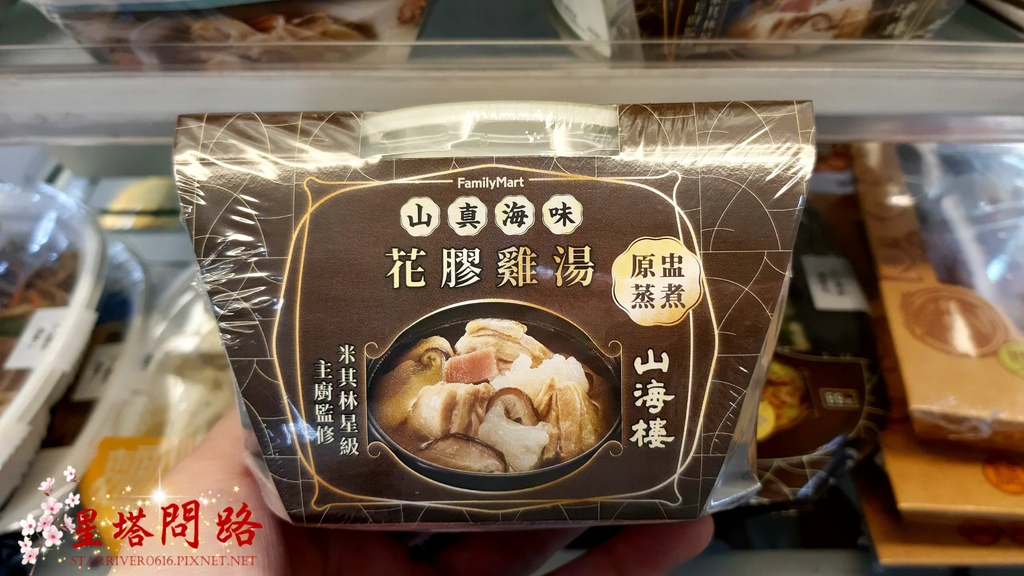 FamilyMart
山真海味
花膠雞湯
原盅
蒸煮
米其林星級
主廚監修
山海樓
星塔問路
STARRIVER0616.PIXNET.NET